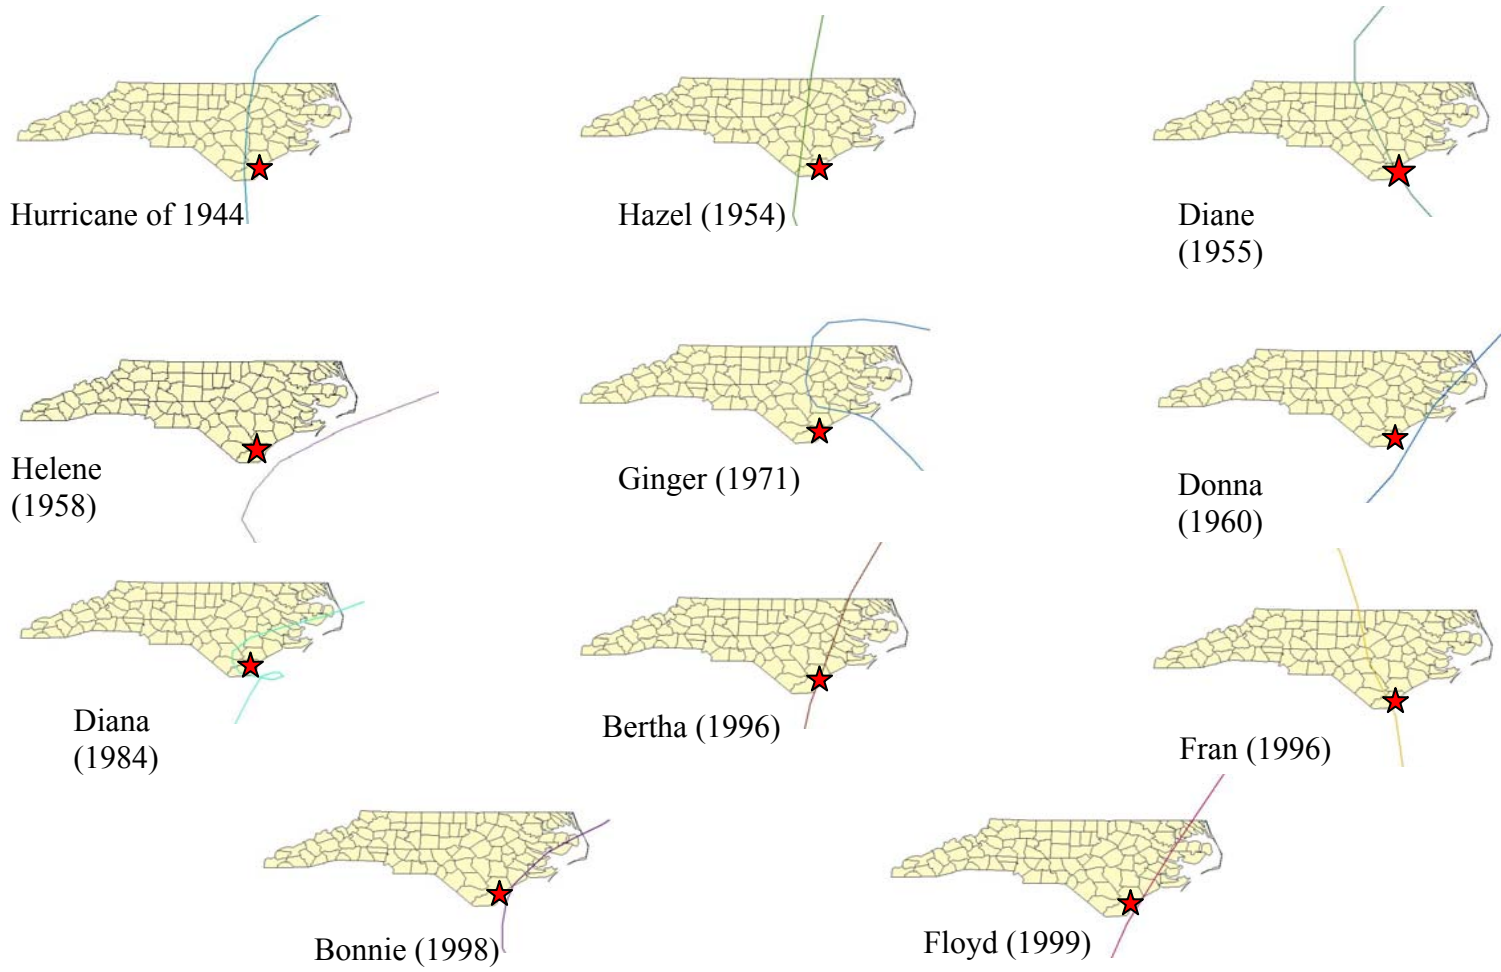 Hurricane of 1944
Hazel (1954)
Diane
(1955)
Helene
(1958)
Ginger (1971)
Donna
(1960)
Diana
(1984)
Bertha (1996)
Fran (1996)
Bonnie (1998)
Floyd (1999)